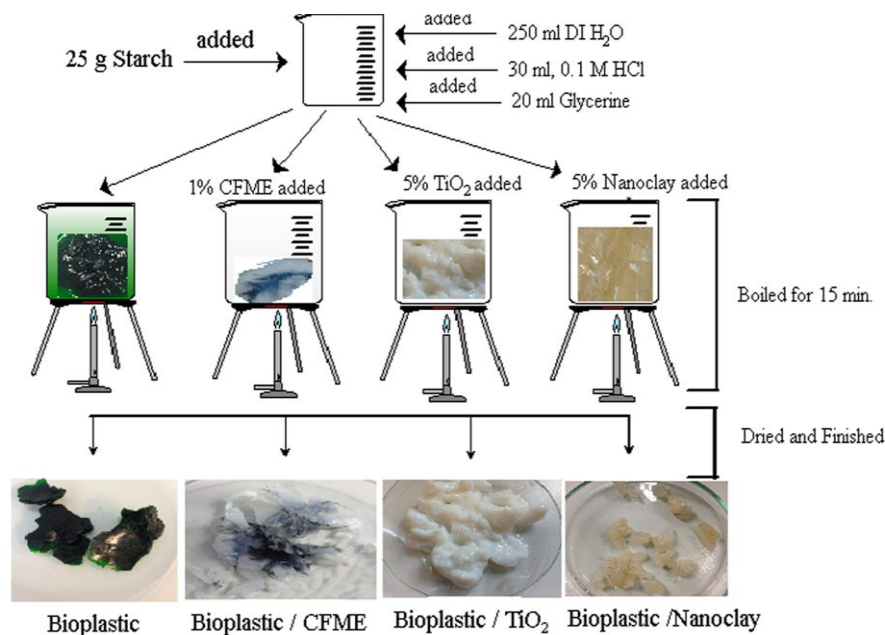 added
250 ml DI H₂O
added
25 g Starch
added
30 ml, 0.1 M HCl
added
20 ml Glycerine
1% CFME added
5% TiO₂ added
5% Nanoclay added
Boiled for 15 min.
Dried and Finished
Bioplastic
Bioplastic / CFME
Bioplastic / TiO₂
Bioplastic /Nanoclay